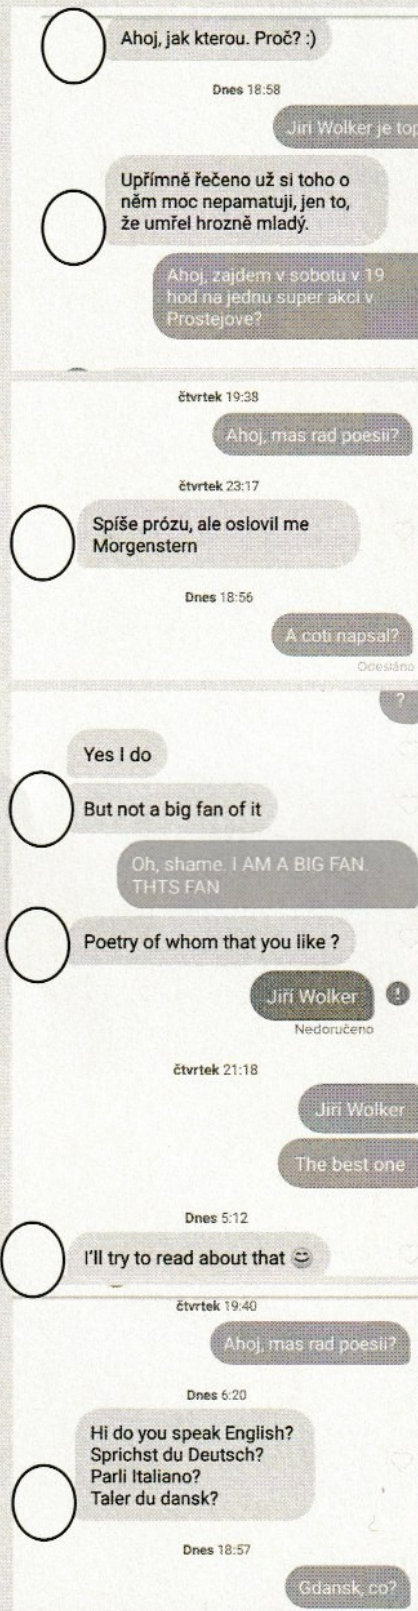 Ahoj, jak kterou. Proč? :)
Dnes 18:58
Jiří Wolker je top
Upřímně řečeno už si toho o
něm moc nepamatuji, jen to,
že umřel hrozně mladý.
Ahoj, zajdem v sobotu v 19
hod na jednu super akci v
Prostejove?
čtvrtek 19:38
Ahoj, mas rad poesii?
čtvrtek 23:17
Spíše prózu, ale oslovil me
Morgenstern
Dnes 18:56
A coti napsal?
Odesláno
?
Yes I do
But not a big fan of it
Oh, shame. I AM A BIG FAN.
THTS FAN
Poetry of whom that you like ?
Jiří Wolker
!
Nedoručeno
čtvrtek 21:18
Jiri Wolker
The best one
Dnes 5:12
I'll try to read about that 😊
čtvrtek 19:40
Ahoj, mas rad poesii?
Dnes 6:20
Hi do you speak English?
Sprichst du Deutsch?
Parli Italiano?
Taler du dansk?
Dnes 18:57
Gdansk, co?